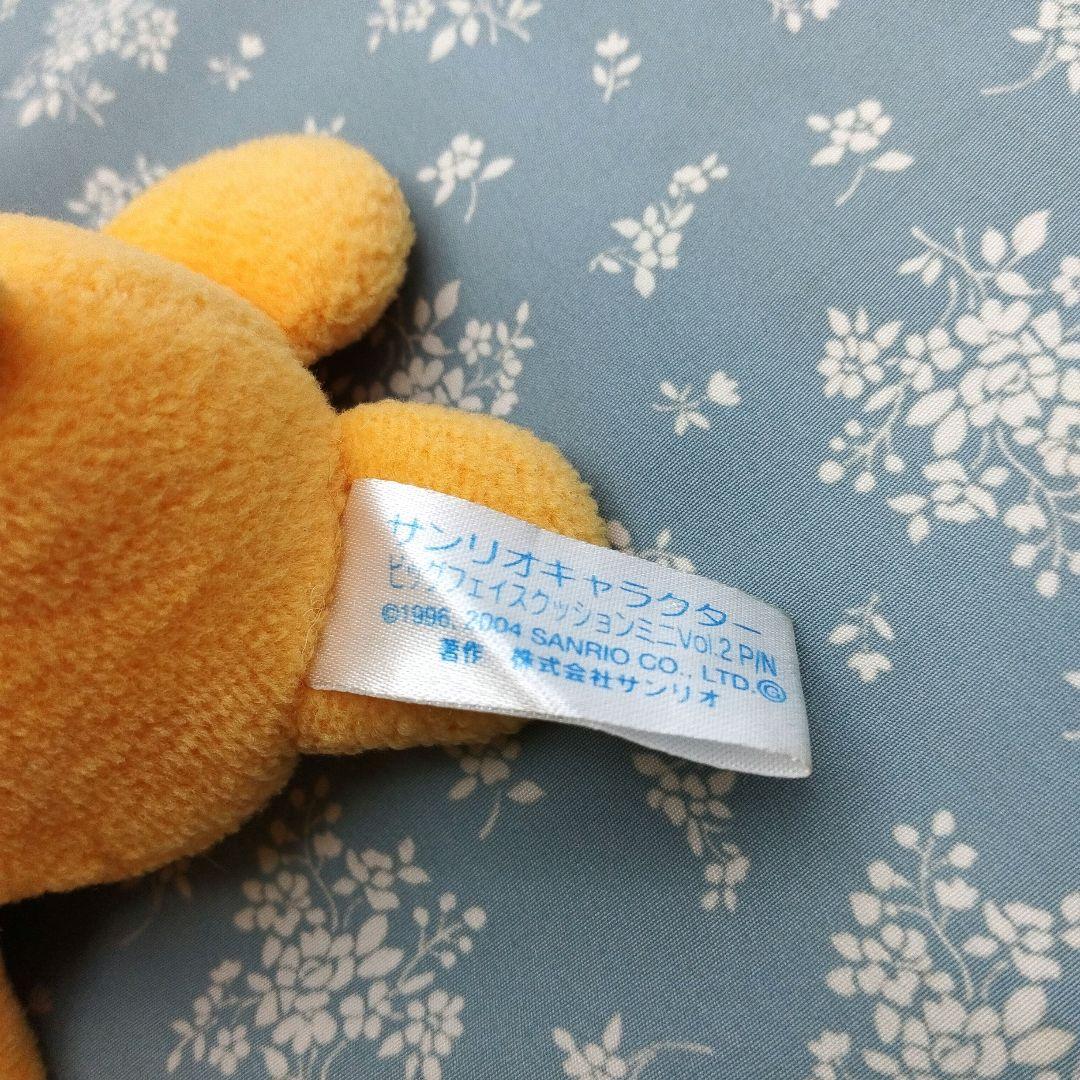 サンリオキャラクター
ビッグフェイスクッションミニVol.2 P/N
©1996, 2004 SANRIO CO., LTD.©
著作 株式会社サンリオ